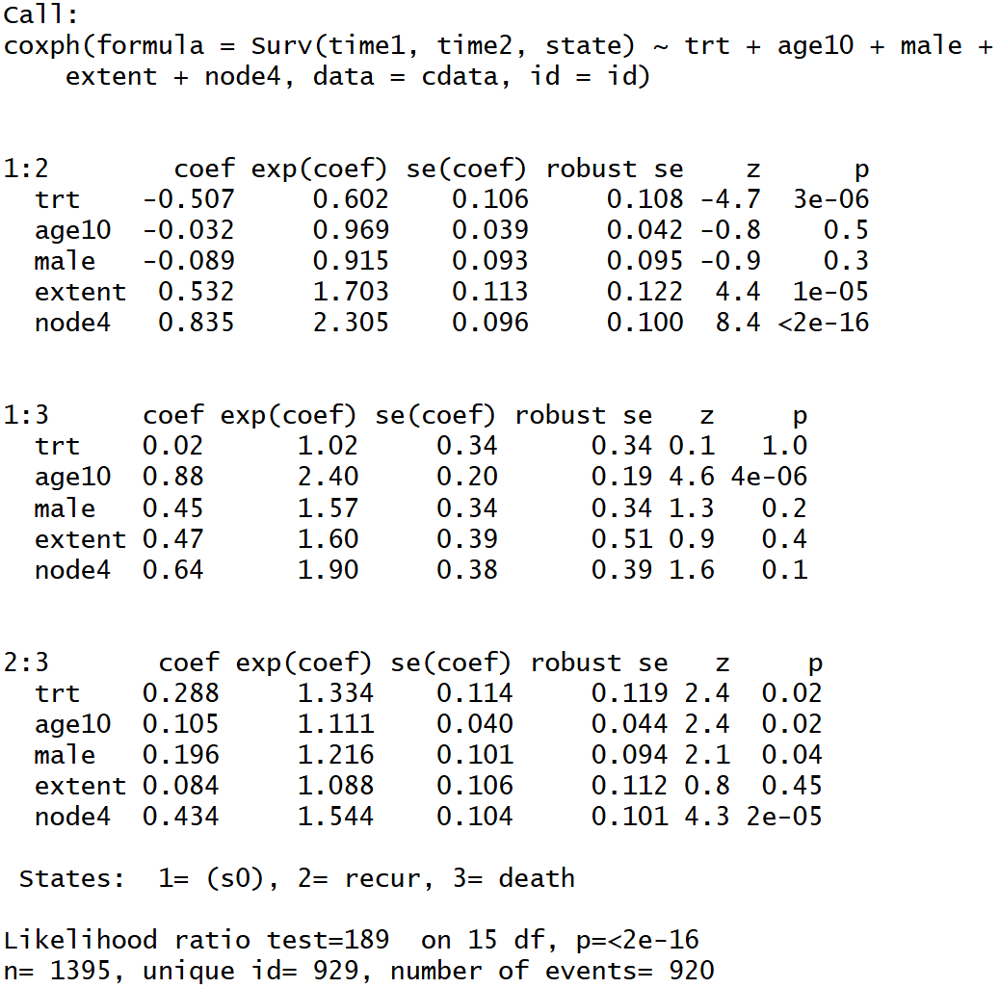 Call:
coxph(formula = Surv(time1, time2, state) ~ trt + age10 + male +
    extent + node4, data = cdata, id = id)

1:2        coef exp(coef) se(coef) robust se    z      p
  trt    -0.507     0.602    0.106     0.108 -4.7  3e-06
  age10  -0.032     0.969    0.039     0.042 -0.8    0.5
  male   -0.089     0.915    0.093     0.095 -0.9    0.3
  extent  0.532     1.703    0.113     0.122  4.4  1e-05
  node4   0.835     2.305    0.096     0.100  8.4 <2e-16

1:3      coef exp(coef) se(coef) robust se   z     p
  trt    0.02      1.02     0.34      0.34 0.1   1.0
  age10  0.88      2.40     0.20      0.19 4.6 4e-06
  male   0.45      1.57     0.34      0.34 1.3   0.2
  extent 0.47      1.60     0.39      0.51 0.9   0.4
  node4  0.64      1.90     0.38      0.39 1.6   0.1

2:3       coef exp(coef) se(coef) robust se   z     p
  trt    0.288     1.334    0.114     0.119 2.4  0.02
  age10  0.105     1.111    0.040     0.044 2.4  0.02
  male   0.196     1.216    0.101     0.094 2.1  0.04
  extent 0.084     1.088    0.106     0.112 0.8  0.45
  node4  0.434     1.544    0.104     0.101 4.3 2e-05

 States:  1= (s0), 2= recur, 3= death

Likelihood ratio test=189  on 15 df, p=<2e-16
n= 1395, unique id= 929, number of events= 920